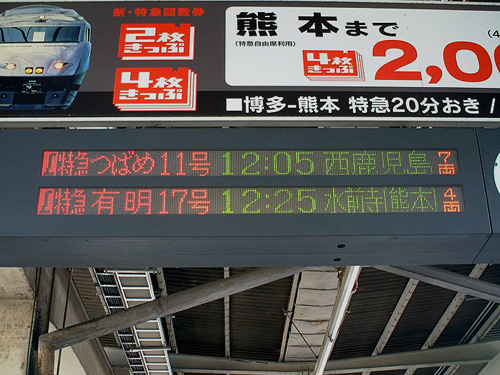 新・特急回数券
2枚きっぷ
4枚きっぷ
熊本まで
(特急自由席利用)
4枚きっぷ
2,00
(4
■博多-熊本 特急20分おき/
特急 つばめ11号 12:05 西鹿児島 7両
特急 有明17号 12:25 水前寺[熊本] 4両